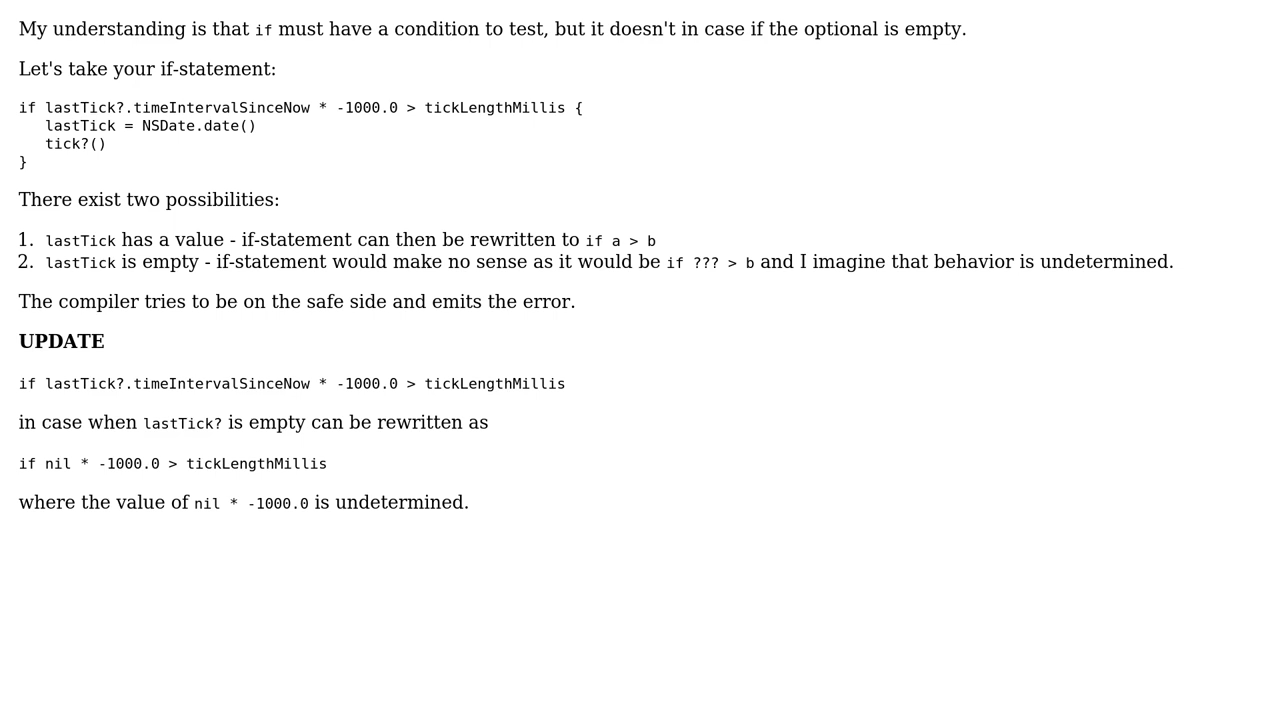 My understanding is that if must have a condition to test, but it doesn't in case if the optional is empty.
Let's take your if-statement:
if lastTick?.timeIntervalSinceNow * -1000.0 > tickLengthMillis {
   lastTick = NSDate.date()
   tick?()
}
There exist two possibilities:
1. lastTick has a value - if-statement can then be rewritten to if a > b
2. lastTick is empty - if-statement would make no sense as it would be if ??? > b and I imagine that behavior is undetermined.
The compiler tries to be on the safe side and emits the error.
UPDATE
if lastTick?.timeIntervalSinceNow * -1000.0 > tickLengthMillis
in case when lastTick? is empty can be rewritten as
if nil * -1000.0 > tickLengthMillis
where the value of nil * -1000.0 is undetermined.